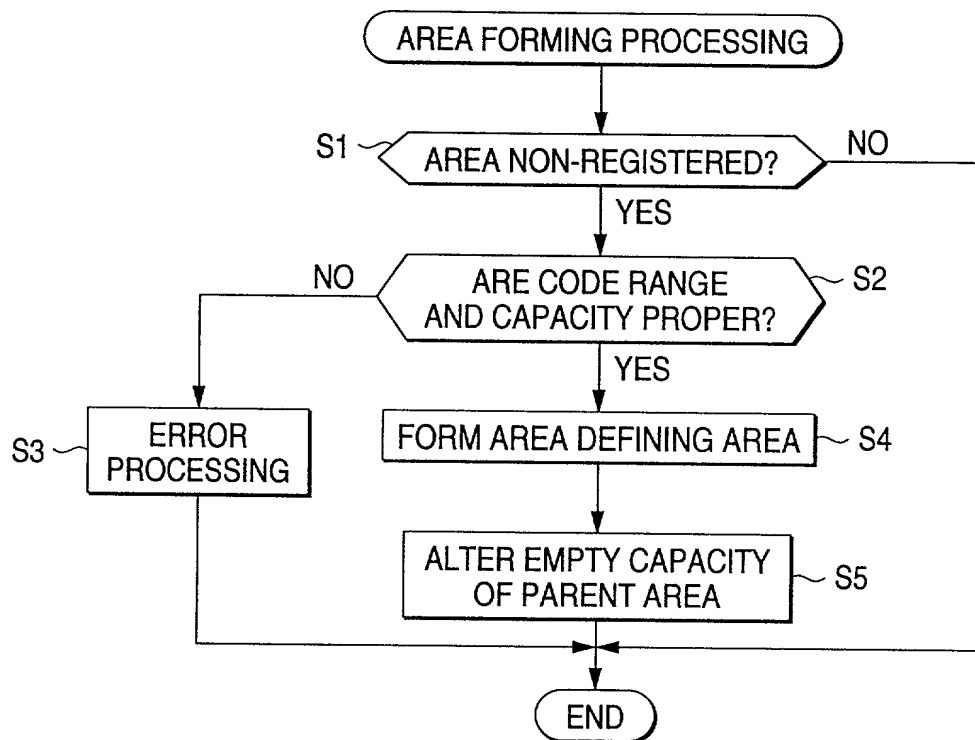 AREA FORMING PROCESSING
S1
AREA NON-REGISTERED?
NO
YES
NO
ARE CODE RANGE
AND CAPACITY PROPER?
S2
YES
S3
ERROR
PROCESSING
FORM AREA DEFINING AREA
S4
ALTER EMPTY CAPACITY
OF PARENT AREA
S5
END